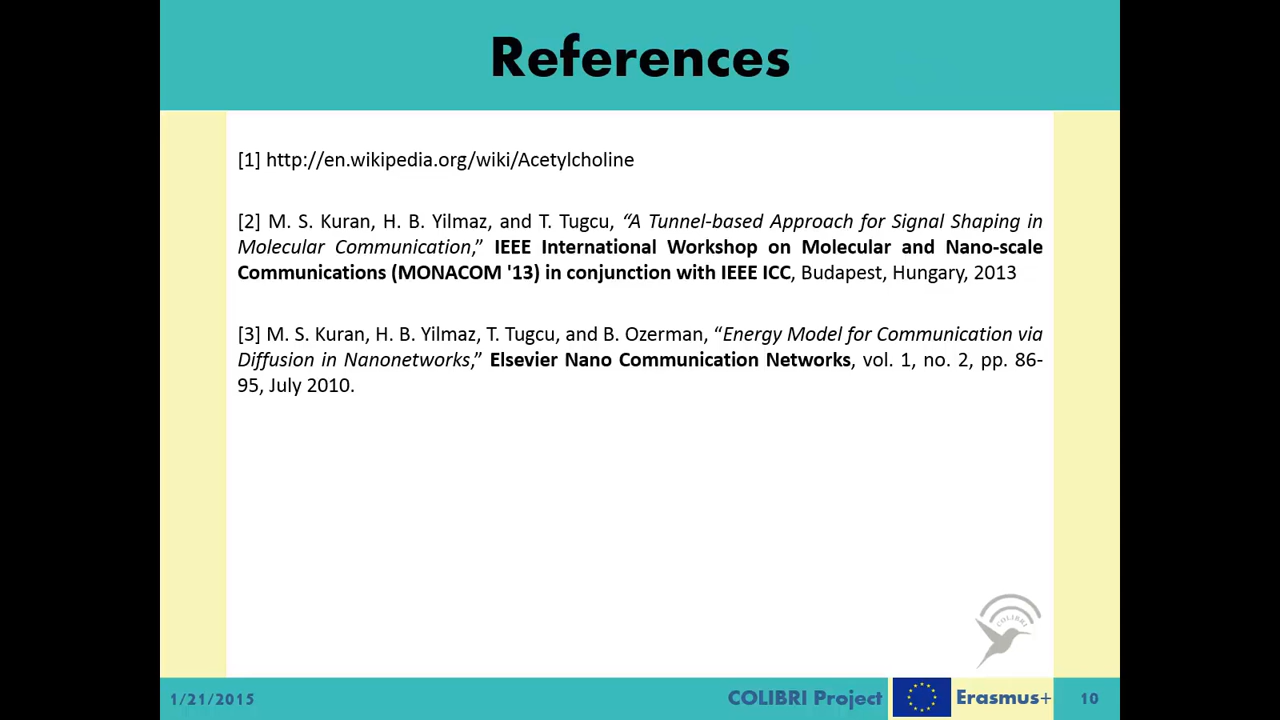 References
[1] http://en.wikipedia.org/wiki/Acetylcholine
[2] M. S. Kuran, H. B. Yilmaz, and T. Tugcu, “A Tunnel-based Approach for Signal Shaping in
Molecular Communication,” IEEE International Workshop on Molecular and Nano-scale
Communications (MONACOM '13) in conjunction with IEEE ICC, Budapest, Hungary, 2013
[3] M. S. Kuran, H. B. Yilmaz, T. Tugcu, and B. Ozerman, “Energy Model for Communication via
Diffusion in Nanonetworks,” Elsevier Nano Communication Networks, vol. 1, no. 2, pp. 86-
95, July 2010.
COLIBRI
1/21/2015
COLIBRI Project
Erasmus+
10